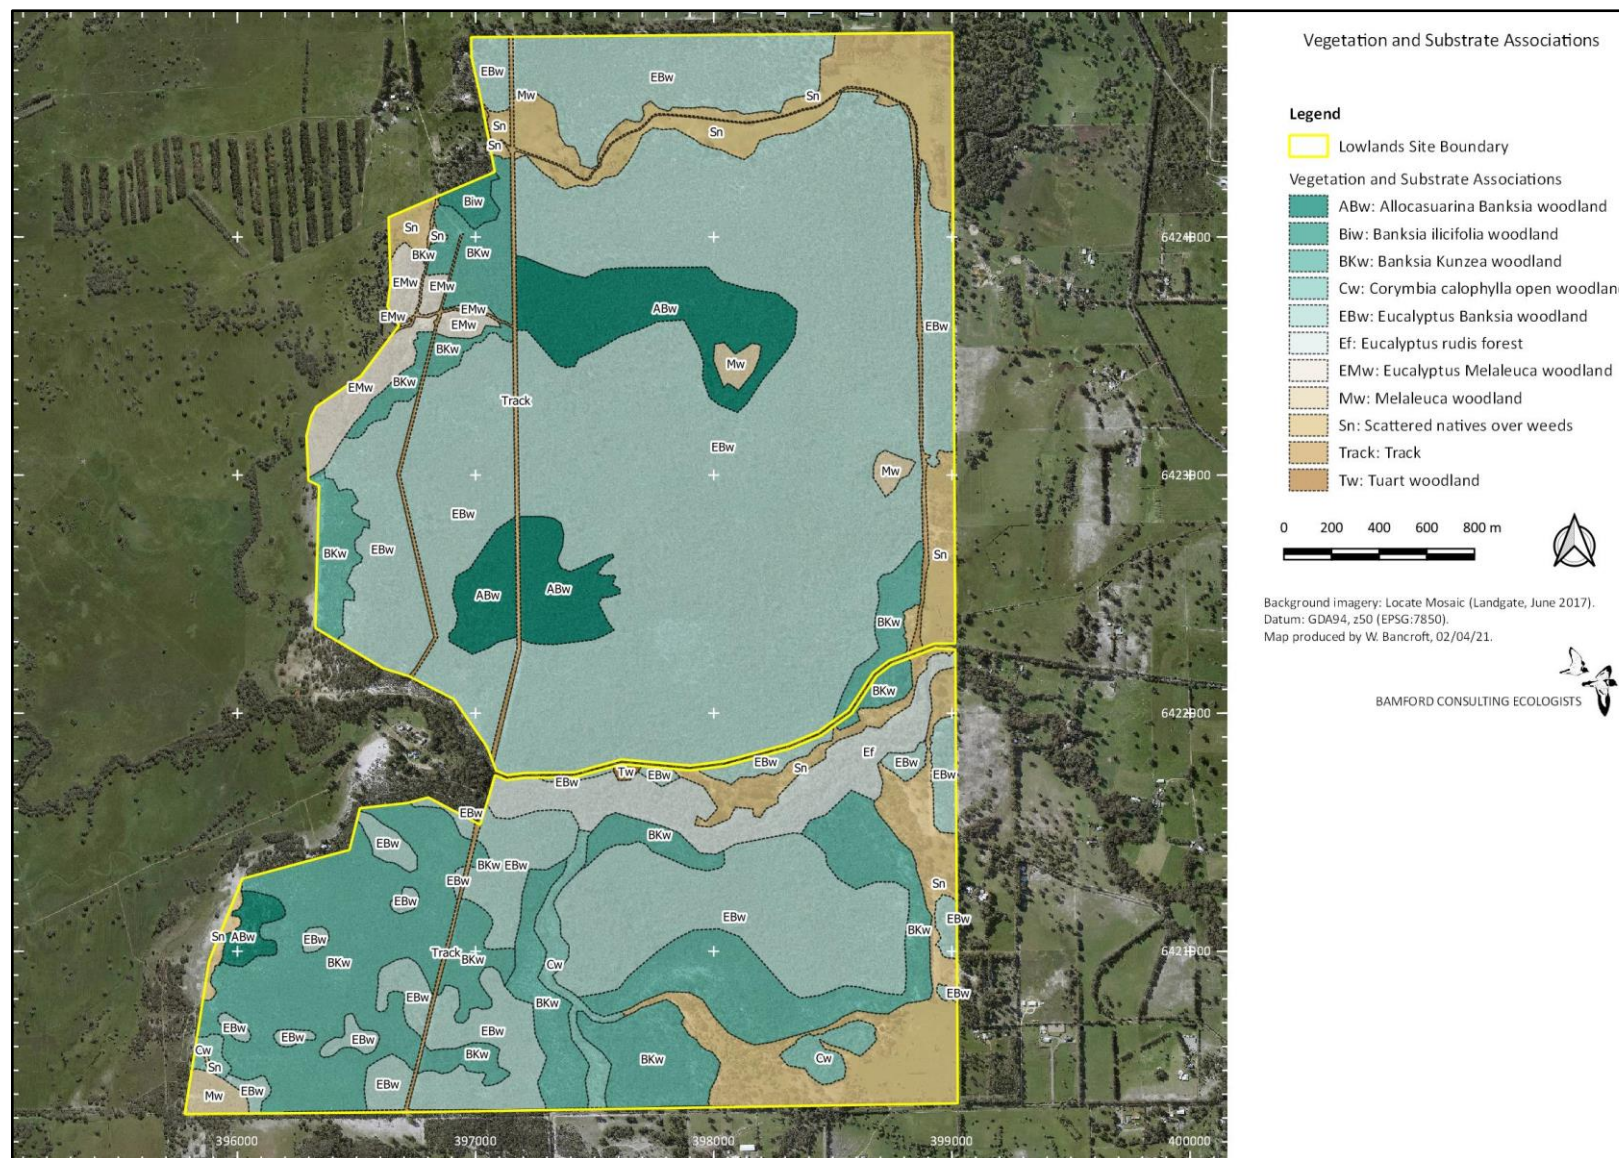 Vegetation and Substrate Associations
Legend
Lowlands Site Boundary
Vegetation and Substrate Associations
ABw: Allocasuarina Banksia woodland
Biw: Banksia ilicifolia woodland
BKw: Banksia Kunzea woodland
Cw: Corymbia calophylla open woodland
EBw: Eucalyptus Banksia woodland
Ef: Eucalyptus rudis forest
EMw: Eucalyptus Melaleuca woodland
Mw: Melaleuca woodland
Sn: Scattered natives over weeds
Track: Track
Tw: Tuart woodland
0 200 400 600 800 m
Background imagery: Locate Mosaic (Landgate, June 2017).
Datum: GDA94, z50 (EPSG:7850).
Map produced by W. Bancroft, 02/04/21.
BAMFORD CONSULTING ECOLOGISTS
EBw
EBw
Mw
Sn
Sn
Sn
Sn
Biw
Sn
Sn
6424000
BKw
BKw
EMw
EMw
EMw
ABw
EMw
EMw
EBw
BKw
Mw
EMw
BKw
Track
EBw
Mw
6423000
EBw
BKw
EBw
Sn
ABw
ABw
BKw
BKw
6422000
Ef
EBw
EBw
Sn
EBw
Tw
EBw
EBw
EBw
EBw
BKw
BKw
EBw
EBw
Sn
EBw
EBw
EBw
Sn
ABw
EBw
BKw
6421000
BKw
Track
BKw
Cw
EBw
EBw
BKw
EBw
EBw
EBw
EBw
Cw
BKw
BKw
Cw
Sn
EBw
EBw
Mw
396000
397000
398000
399000
400000